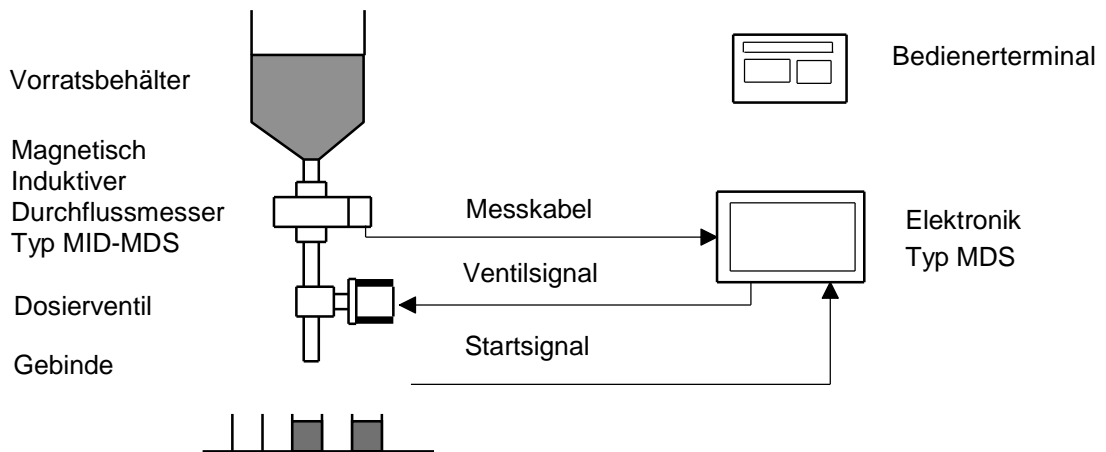 Vorratsbehälter
Magnetisch
Induktiver
Durchflussmesser
Typ MID-MDS
Dosierventil
Gebinde
Messkabel
Ventilsignal
Startsignal
Bedienerterminal
Elektronik
Typ MDS